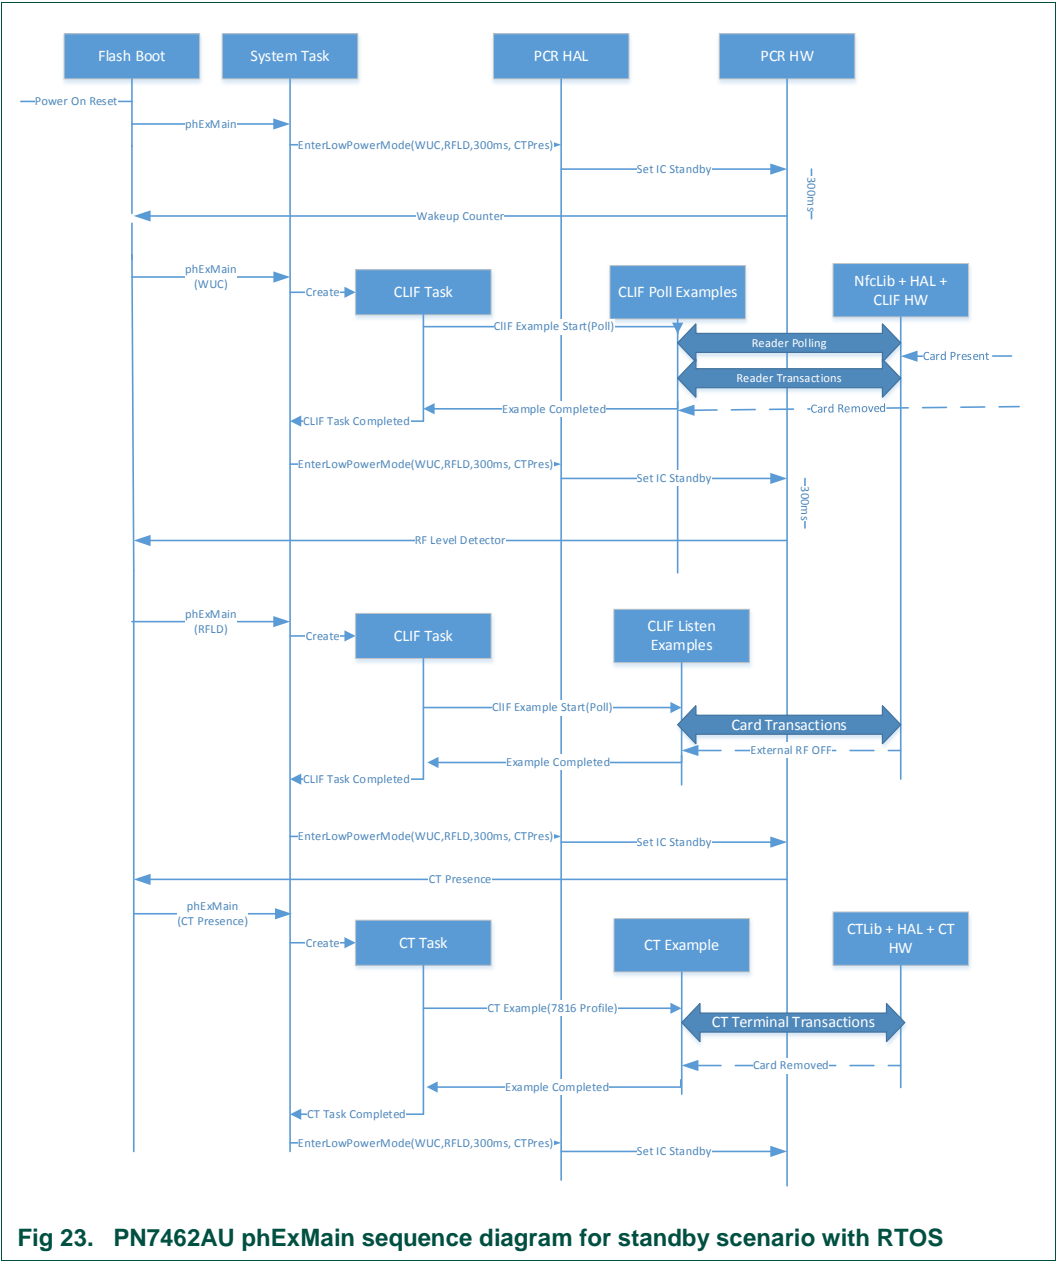 Flash Boot
System Task
PCR HAL
PCR HW
Power On Reset
phExMain
EnterLowPowerMode(WUC,RFLD,300ms, CTPres)
Set IC Standby
300ms
Wakeup Counter
phExMain
(WUC)
Create
CLIF Task
CLIF Poll Examples
NfcLib + HAL +
CLIF HW
ClIF Example Start(Poll)
Reader Polling
Card Present
Reader Transactions
Example Completed
Card Removed
CLIF Task Completed
EnterLowPowerMode(WUC,RFLD,300ms, CTPres)
Set IC Standby
300ms
RF Level Detector
phExMain
(RFLD)
Create
CLIF Task
CLIF Listen
Examples
ClIF Example Start(Poll)
Card Transactions
External RF OFF
Example Completed
CLIF Task Completed
EnterLowPowerMode(WUC,RFLD,300ms, CTPres)
Set IC Standby
CT Presence
phExMain
(CT Presence)
Create
CT Task
CT Example
CTLib + HAL + CT
HW
CT Example(7816 Profile)
CT Terminal Transactions
Card Removed
Example Completed
CT Task Completed
EnterLowPowerMode(WUC,RFLD,300ms, CTPres)
Set IC Standby
Fig 23. PN7462AU phExMain sequence diagram for standby scenario with RTOS